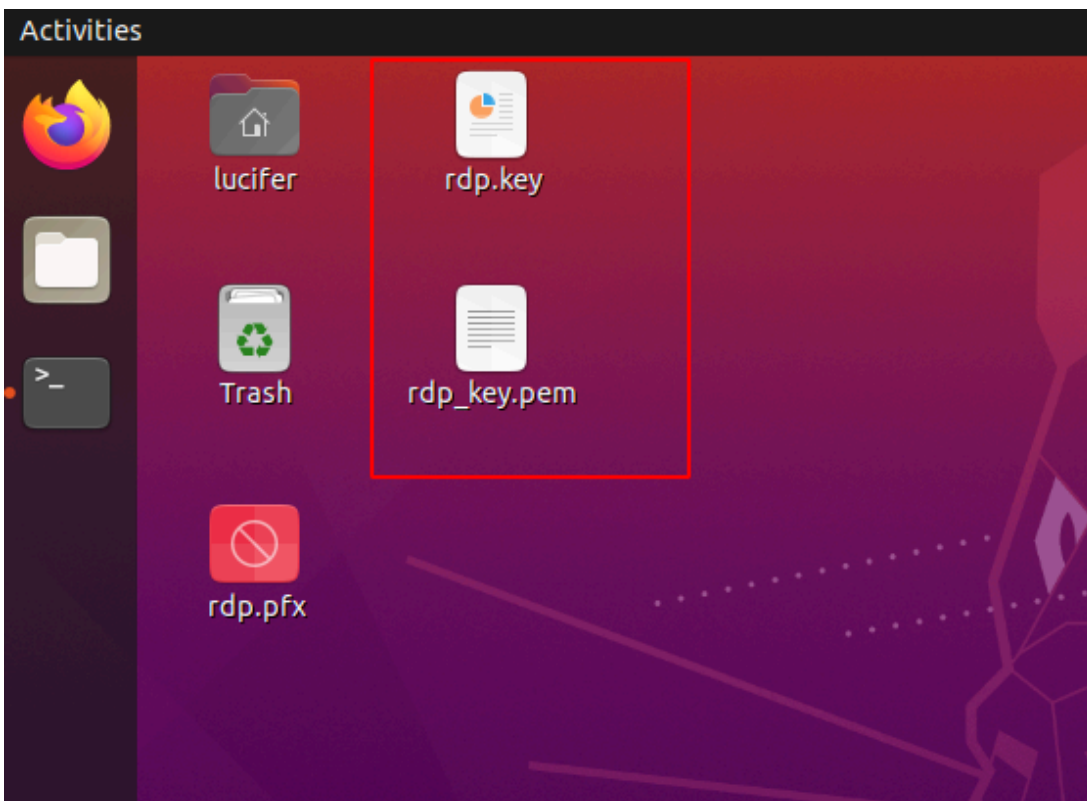 Activities
lucifer
rdp.key
>_
Trash
rdp_key.pem
rdp.pfx